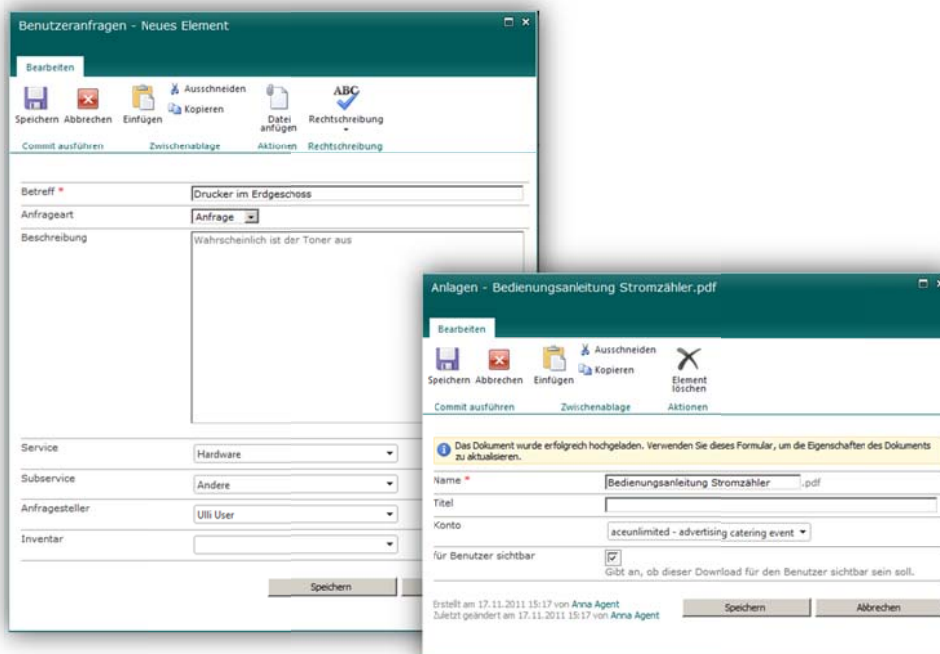 Benutzeranfragen - Neues Element
Bearbeiten
Speichern
Abbrechen
Einfügen
Ausschneiden
Kopieren
Datei
anfügen
ABC
Rechtschreibung
Commit ausführen
Zwischenablage
Aktionen
Rechtschreibung
Betreff *
Drucker im Erdgeschoss
Anfrageart
Anfrage
Beschreibung
Wahrscheinlich ist der Toner aus
Service
Hardware
Subservice
Andere
Anfragesteller
Ulli User
Inventar
Speichern
Anlagen - Bedienungsanleitung Stromzähler.pdf
Bearbeiten
Speichern
Abbrechen
Einfügen
Ausschneiden
Kopieren
Element
löschen
Commit ausführen
Zwischenablage
Aktionen
Das Dokument wurde erfolgreich hochgeladen. Verwenden Sie dieses Formular, um die Eigenschaften des Dokuments
zu aktualisieren.
Name *
Bedienungsanleitung Stromzähler .pdf
Titel
Konto
aceunlimited - advertising catering event
für Benutzer sichtbar
Gibt an, ob dieser Download für den Benutzer sichtbar sein soll.
Erstellt am 17.11.2011 15:17 von Anna Agent
Zuletzt geändert am 17.11.2011 15:17 von Anna Agent
Speichern
Abbrechen